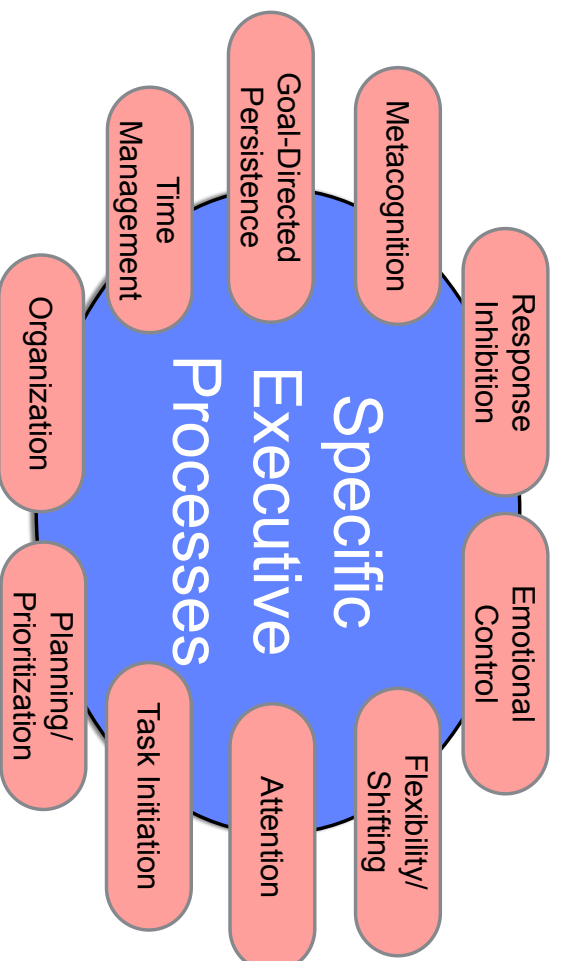 Specific
Executive
Processes
Response
Inhibition
Emotional
Control
Flexibility/
Shifting
Attention
Task Initiation
Planning/
Prioritization
Organization
Time
Management
Goal-Directed
Persistence
Metacognition